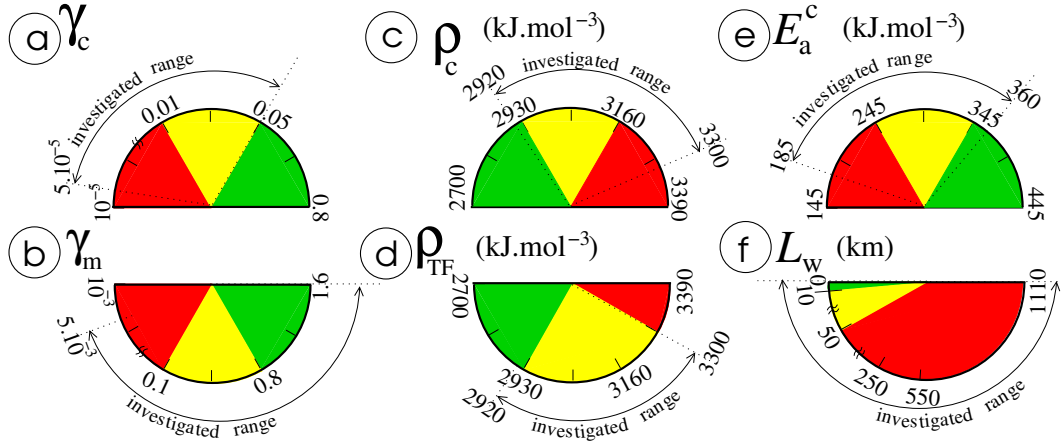 a γc
investigated range
5.10−5
10−5
0.01
0.05
0.8
c ρc (kJ.mol−3)
investigated range
2920
2930
2700
3160
3300
3390
e Eac (kJ.mol−3)
investigated range
185
145
245
345
360
445
b γm
10−3
5.10−3
0.1
0.8
1.6
investigated range
d ρTF (kJ.mol−3)
2700
2920
2930
3160
3300
3390
investigated range
f Lw (km)
0
10
50
250
550
1110
investigated range